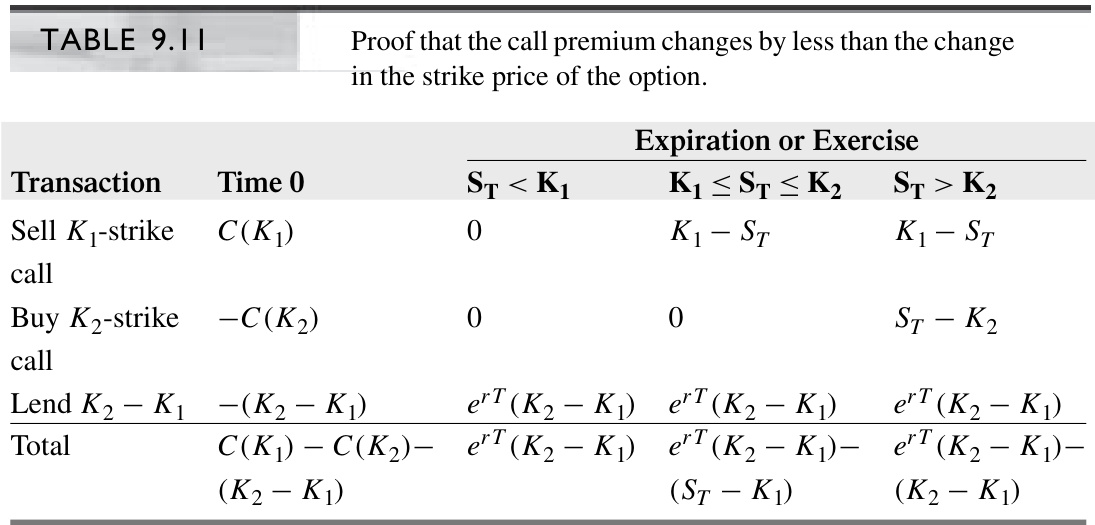 TABLE 9.11
Proof that the call premium changes by less than the change
in the strike price of the option.
Expiration or Exercise
Transaction Time 0 S_T < K_1 K_1 ≤ S_T ≤ K_2 S_T > K_2
Sell K_1-strike C(K_1) 0 K_1 − S_T K_1 − S_T
call
Buy K_2-strike −C(K_2) 0 0 S_T − K_2
call
Lend K_2 − K_1 −(K_2 − K_1) e^{rT}(K_2 − K_1) e^{rT}(K_2 − K_1) e^{rT}(K_2 − K_1)
Total C(K_1) − C(K_2)− e^{rT}(K_2 − K_1) e^{rT}(K_2 − K_1)− e^{rT}(K_2 − K_1)−
(K_2 − K_1) (S_T − K_1) (K_2 − K_1)